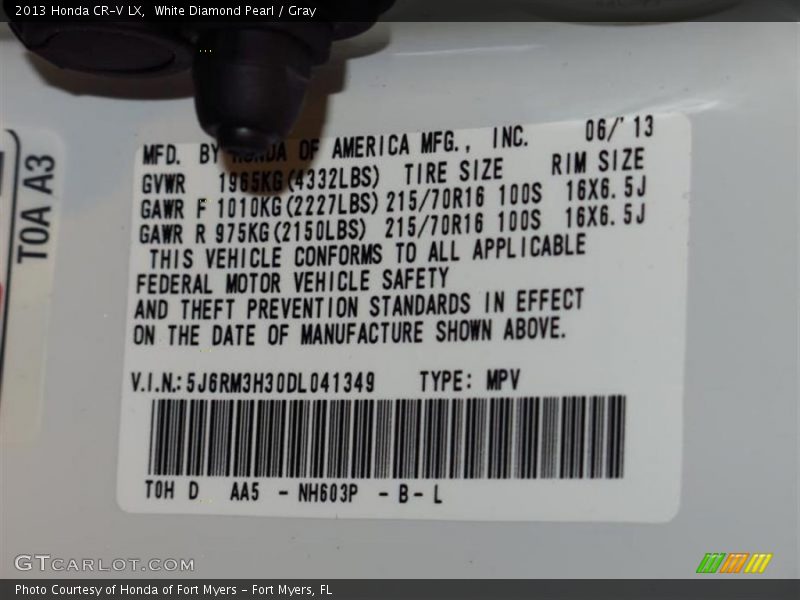 2013 Honda CR-V LX,  White Diamond Pearl / Gray
TOA A3
06/'13
MFD. BY HONDA OF AMERICA MFG., INC.
GVWR 1965KG(4332LBS) TIRE SIZE RIM SIZE
GAWR F 1010KG(2227LBS) 215/70R16 100S 16X6.5J
GAWR R 975KG(2150LBS) 215/70R16 100S 16X6.5J
THIS VEHICLE CONFORMS TO ALL APPLICABLE
FEDERAL MOTOR VEHICLE SAFETY
AND THEFT PREVENTION STANDARDS IN EFFECT
ON THE DATE OF MANUFACTURE SHOWN ABOVE.
V.I.N.: 5J6RM3H30DL041349 TYPE: MPV
TOH D AA5 - NH603P - B - L
GTCARLOT.COM
Photo Courtesy of Honda of Fort Myers - Fort Myers, FL